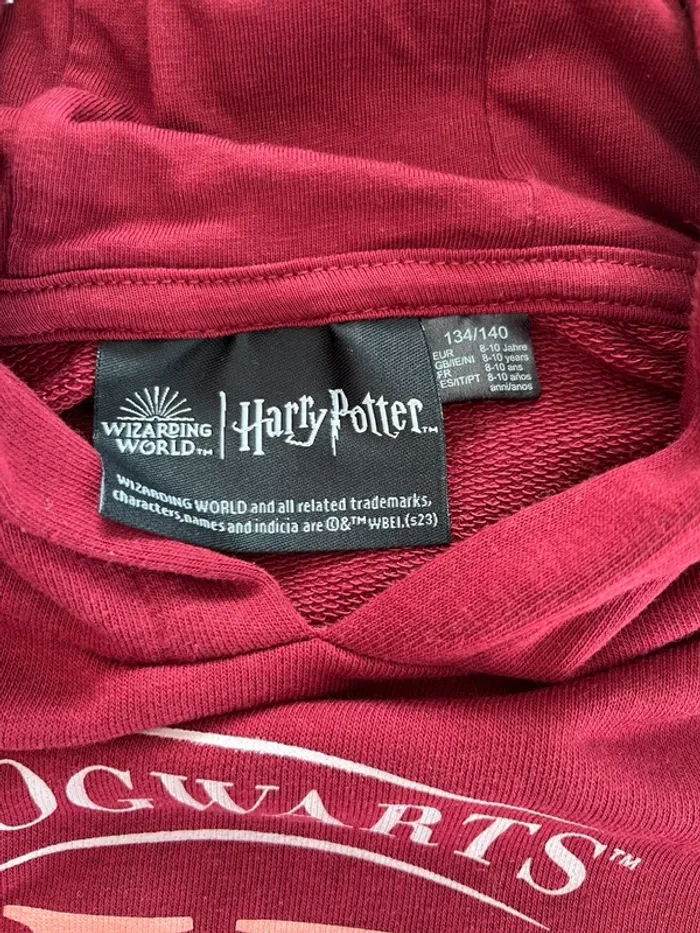 134/140
EUR 8-10 Jahre
GB/IE/NI 8-10 years
FR 8-10 ans
ES/IT/PT 8-10 años
anni/anos
WIZARDING
WORLD™
Harry Potter™
WIZARDING WORLD and all related trademarks,
characters,names and indicia are ©&™ WBEI.(s23)
OGWARTS™